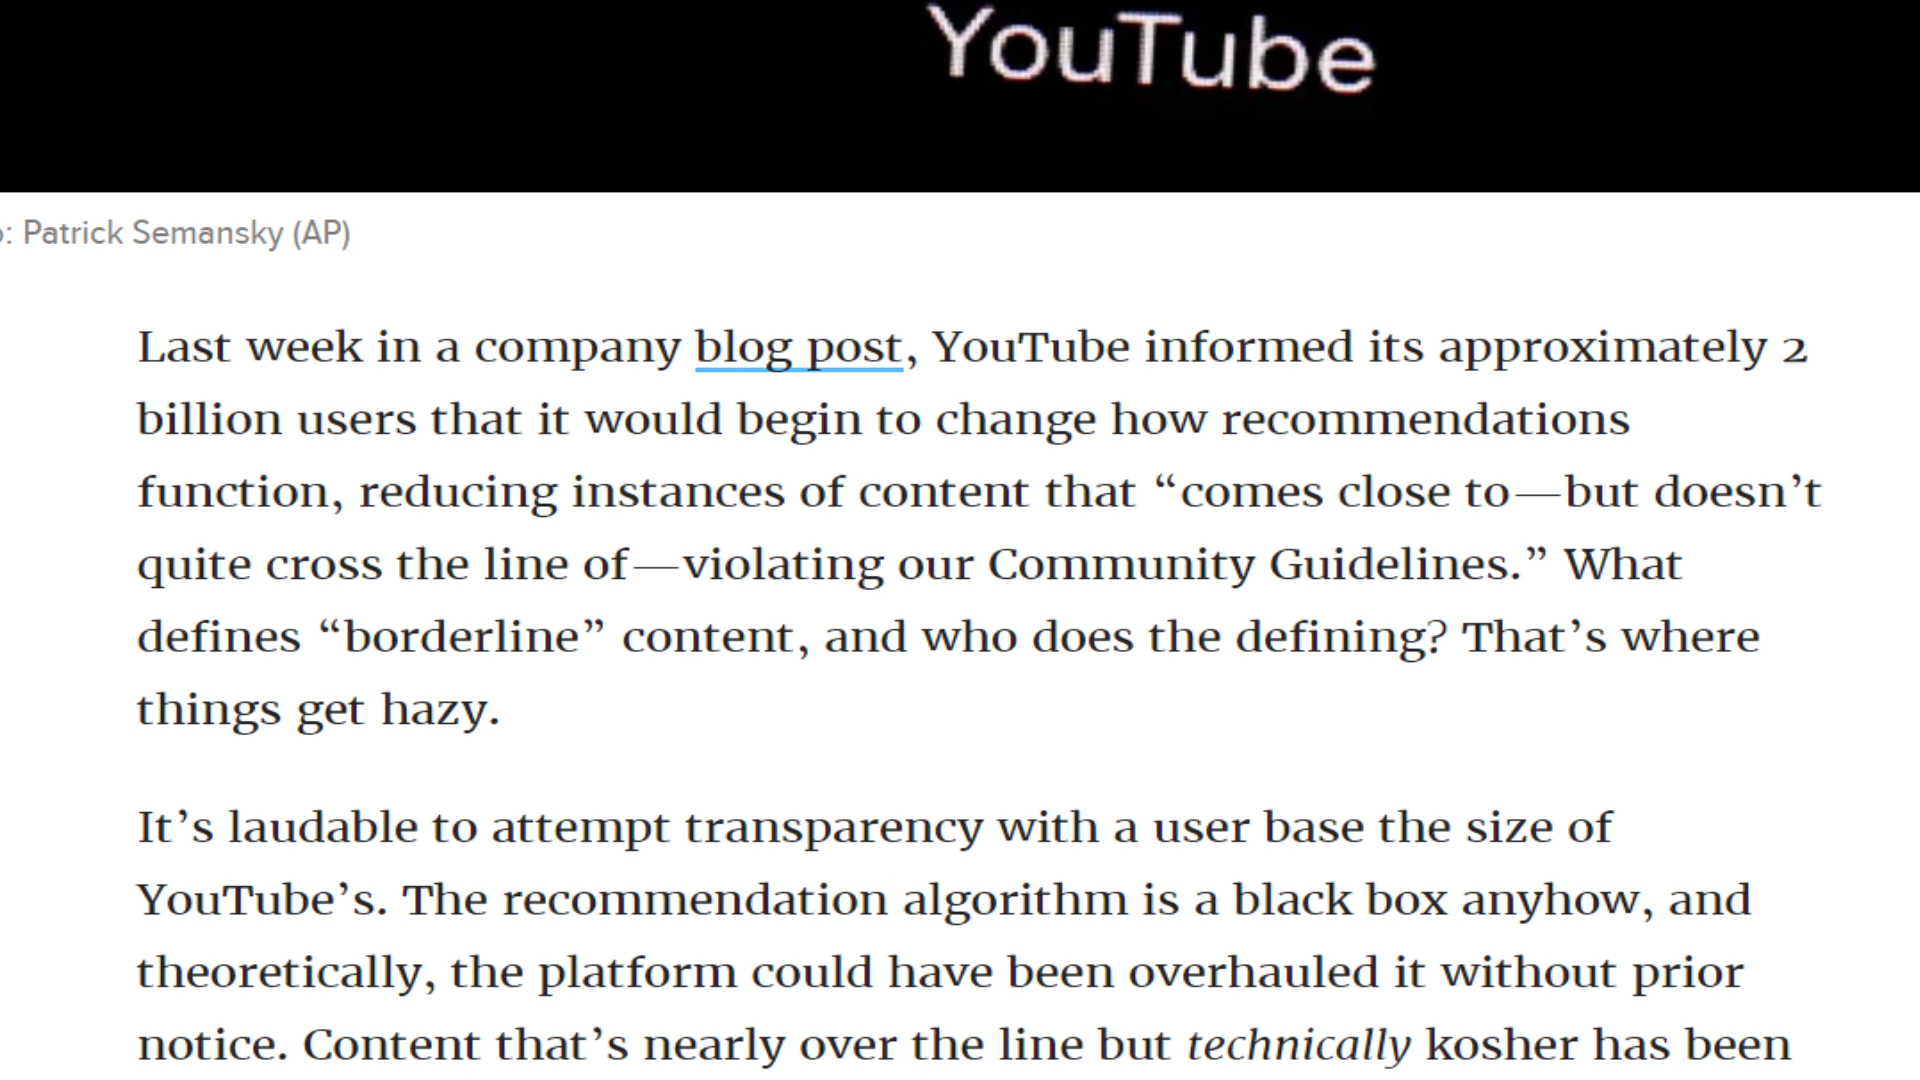 YouTube
: Patrick Semansky (AP)
Last week in a company blog post, YouTube informed its approximately 2
billion users that it would begin to change how recommendations
function, reducing instances of content that “comes close to—but doesn’t
quite cross the line of—violating our Community Guidelines.” What
defines “borderline” content, and who does the defining? That’s where
things get hazy.
It’s laudable to attempt transparency with a user base the size of
YouTube’s. The recommendation algorithm is a black box anyhow, and
theoretically, the platform could have been overhauled it without prior
notice. Content that’s nearly over the line but technically kosher has been